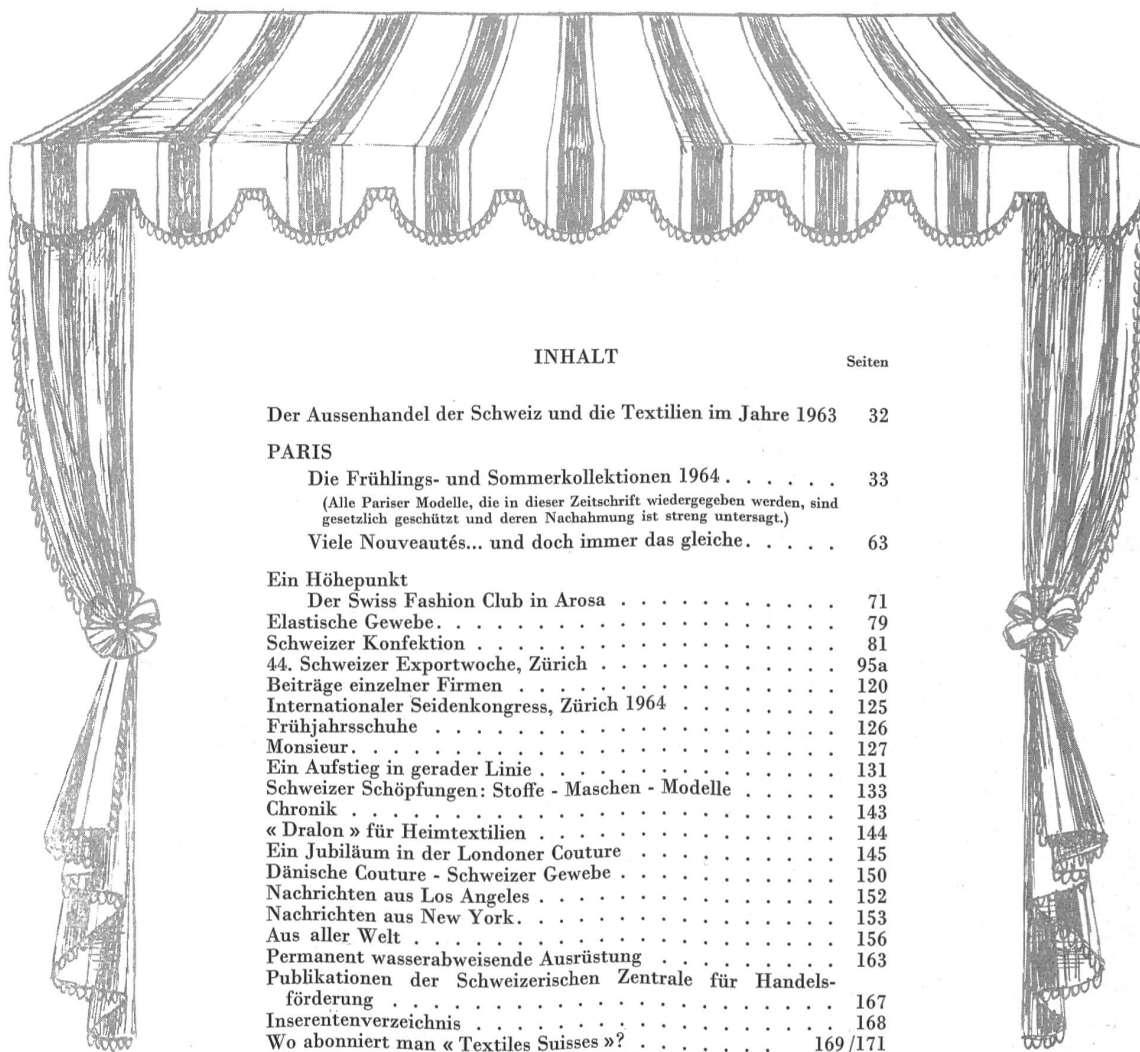 INHALT Seiten
Der Aussenhandel der Schweiz und die Textilien im Jahre 1963 32
PARIS
Die Frühlings- und Sommerkollektionen 1964 . . . . . . 33
(Alle Pariser Modelle, die in dieser Zeitschrift wiedergegeben werden, sind
gesetzlich geschützt und deren Nachahmung ist streng untersagt.)
Viele Nouveautés... und doch immer das gleiche. . . . . 63
Ein Höhepunkt
Der Swiss Fashion Club in Arosa . . . . . . . . . . . 71
Elastische Gewebe. . . . . . . . . . . . . . . . . . . 79
Schweizer Konfektion . . . . . . . . . . . . . . . . . 81
44. Schweizer Exportwoche, Zürich . . . . . . . . . . . 95a
Beiträge einzelner Firmen . . . . . . . . . . . . . . . 120
Internationaler Seidenkongress, Zürich 1964 . . . . . . . 125
Frühjahrsschuhe . . . . . . . . . . . . . . . . . . . 126
Monsieur. . . . . . . . . . . . . . . . . . . . . . . 127
Ein Aufstieg in gerader Linie . . . . . . . . . . . . . . 131
Schweizer Schöpfungen: Stoffe - Maschen - Modelle . . . . . 133
Chronik . . . . . . . . . . . . . . . . . . . . . . . 143
« Dralon » für Heimtextilien . . . . . . . . . . . . . . 144
Ein Jubiläum in der Londoner Couture . . . . . . . . . 145
Dänische Couture - Schweizer Gewebe . . . . . . . . . . 150
Nachrichten aus Los Angeles . . . . . . . . . . . . . . 152
Nachrichten aus New York. . . . . . . . . . . . . . . 153
Aus aller Welt . . . . . . . . . . . . . . . . . . . . 156
Permanent wasserabweisende Ausrüstung . . . . . . . . 163
Publikationen der Schweizerischen Zentrale für Handels-
förderung . . . . . . . . . . . . . . . . . . . . . 167
Inserentenverzeichnis . . . . . . . . . . . . . . . . . 168
Wo abonniert man « Textiles Suisses »? . . . . . . . 169/171